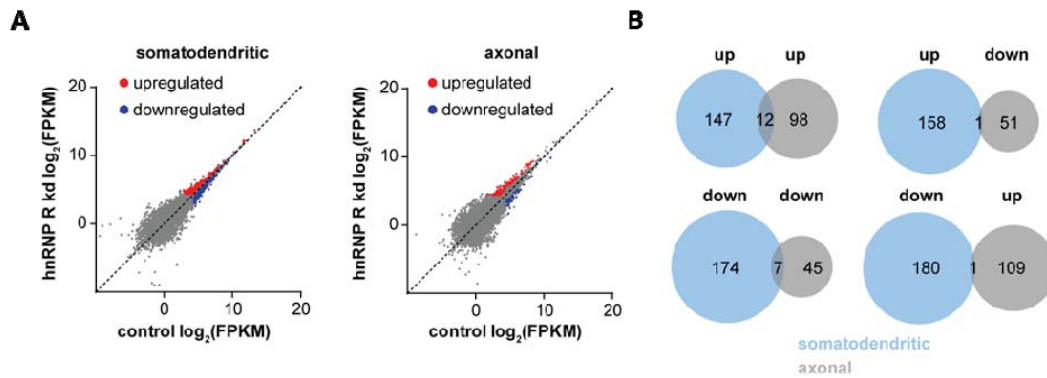 A
somatodendritic
upregulated
downregulated
hnRNP R kd log2(FPKM)
20
10
0
0
10
20
control log2(FPKM)
axonal
upregulated
downregulated
hnRNP R kd log2(FPKM)
20
10
0
0
10
20
control log2(FPKM)
B
up up
147 12 98
up down
158 1 51
down down
174 7 45
down up
180 1 109
somatodendritic
axonal